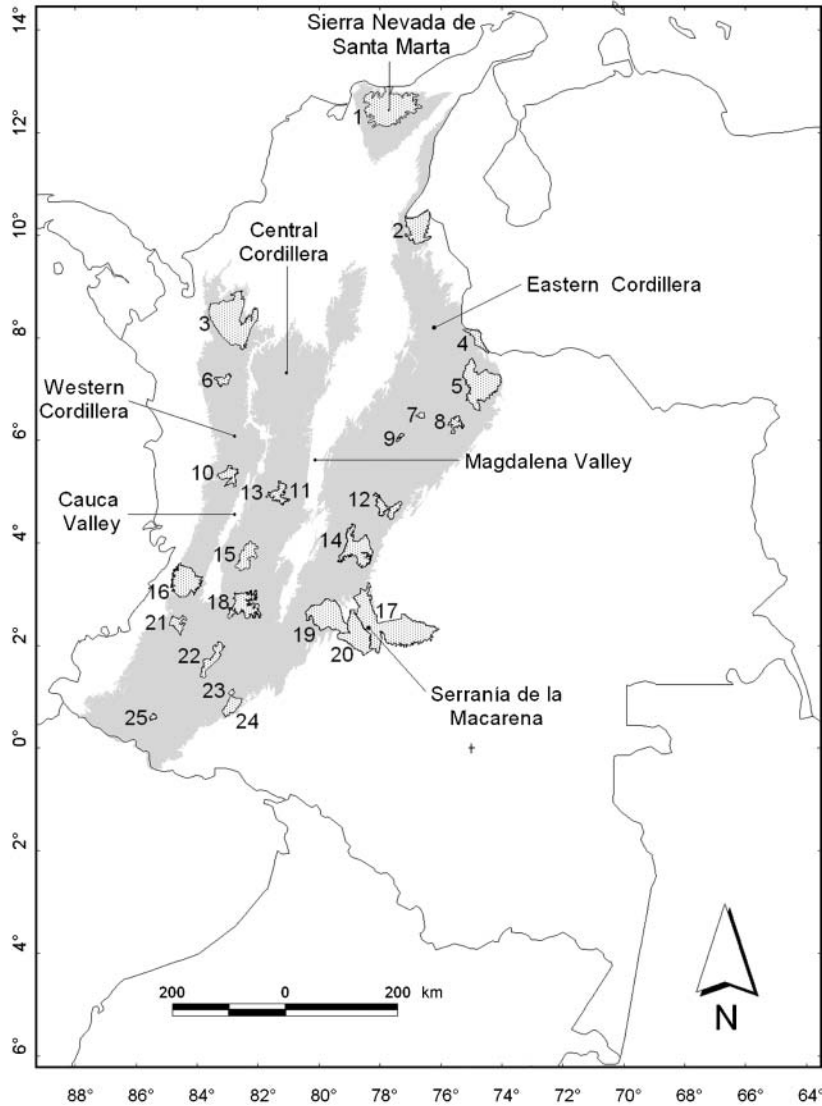 14°
Sierra Nevada de
Santa Marta
1
12°
2
10°
Central
Cordillera
Eastern Cordillera
3
8°
4
5
6
Western
Cordillera
7
8
6°
9
Magdalena Valley
10
13
11
Cauca
Valley
12
4°
14
15
16
18
17
21
19
20
2°
22
23
Serranía de la
Macarena
25
24
0°
2°
4°
200 0 200 km
N
6°
88° 86° 84° 82° 80° 78° 76° 74° 72° 70° 68° 66° 64°